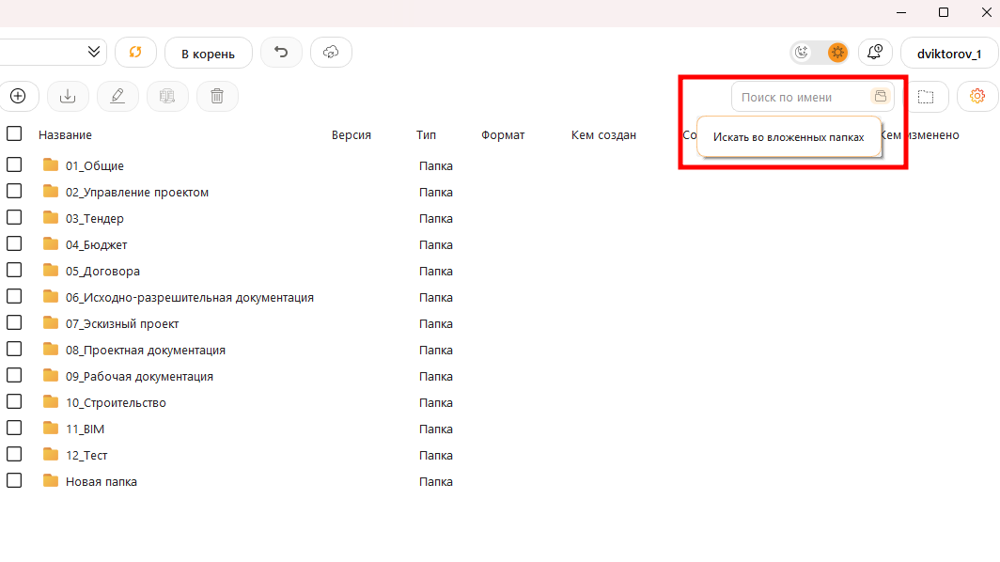 В корень
dviktorov_1
Поиск по имени
Название Версия Тип Формат Кем создан Со Кем изменено
Искать во вложенных папках
01_Общие Папка
02_Управление проектом Папка
03_Тендер Папка
04_Бюджет Папка
05_Договора Папка
06_Исходно-разрешительная документация Папка
07_Эскизный проект Папка
08_Проектная документация Папка
09_Рабочая документация Папка
10_Строительство Папка
11_BIM Папка
12_Тест Папка
Новая папка Папка